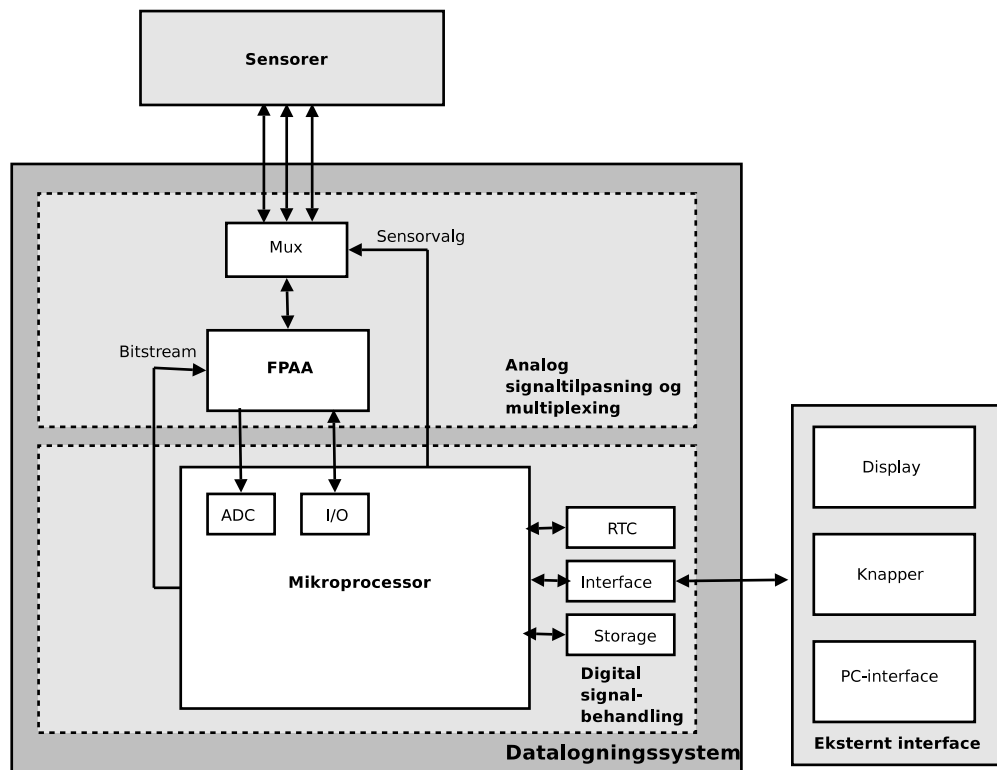 Sensorer
Mux
Sensorvalg
Bitstream
FPAA
Analog
signaltilpasning og
multiplexing
ADC
I/O
Mikroprocessor
RTC
Interface
Storage
Digital
signal-
behandling
Datalogningssystem
Display
Knapper
PC-interface
Eksternt interface